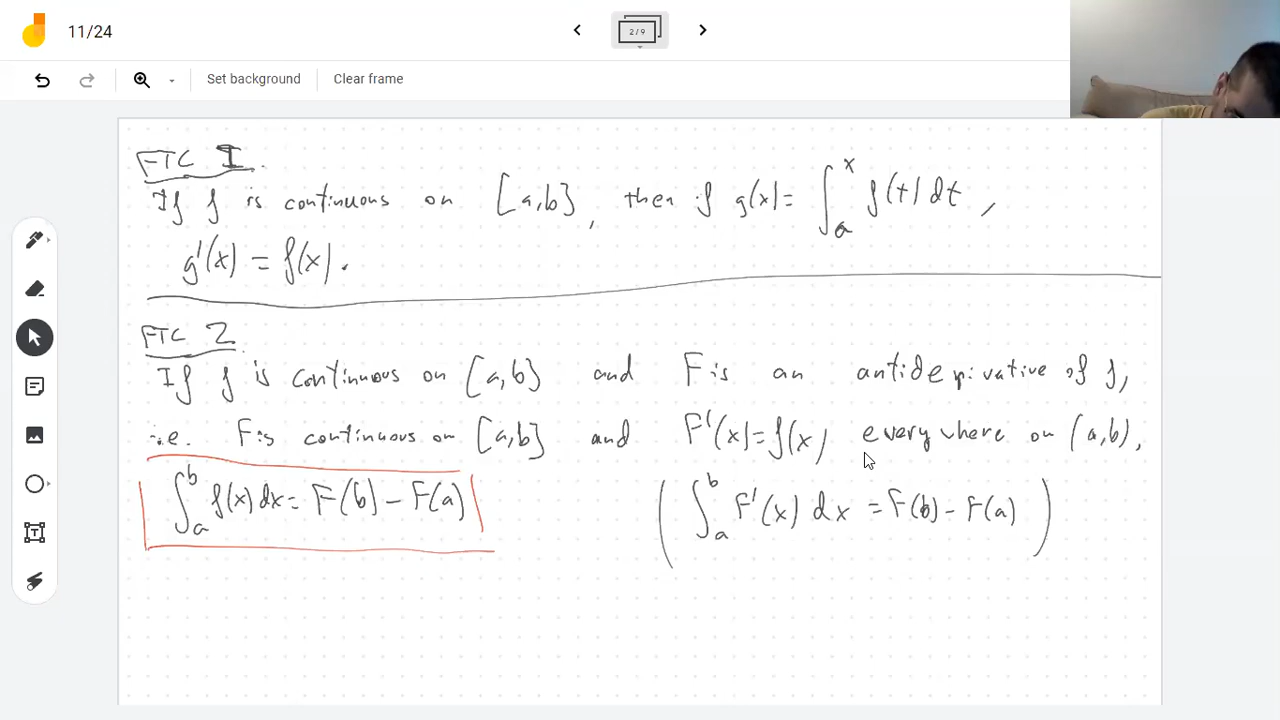 11/24
2/9
Set background
Clear frame
FTC I.
If f is continuous on [a,b], then if g(x)= ∫_a^x f(t) dt,
g'(x) = f(x).
FTC 2.
If f is continuous on [a,b] and F is an antiderivative of f,
i.e. F is continuous on [a,b] and F'(x)=f(x) everywhere on (a,b),
∫_a^b f(x) dx = F(b) - F(a)
( ∫_a^b F'(x) dx = F(b) - F(a) )